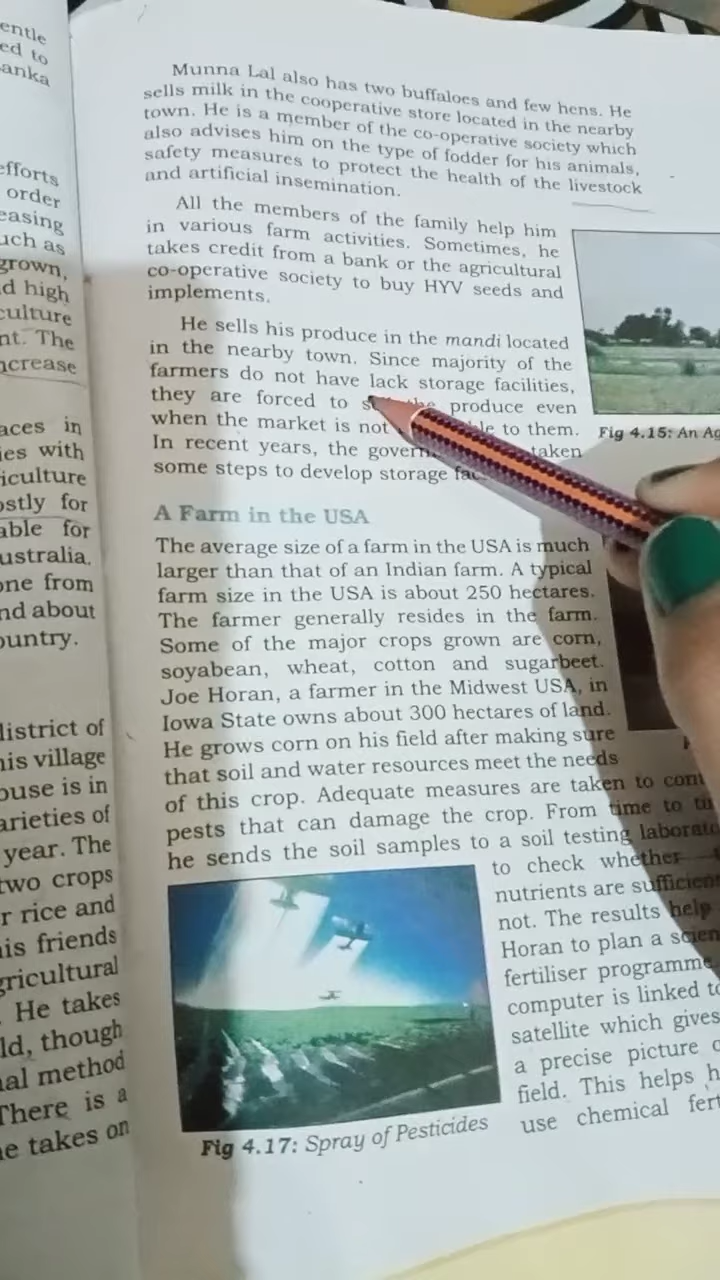 entle
ed to
anka
efforts
order
easing
uch as
grown,
d high
culture
nt. The
ncrease
aces in
ies with
iculture
ostly for
able for
ustralia.
one from
nd about
ountry.
listrict of
his village
ouse is in
arieties of
year. The
two crops
r rice and
is friends
gricultural
. He takes
ld, though
nal method
There is a
e takes on
Munna Lal also has two buffaloes and few hens. He
sells milk in the cooperative store located in the nearby
town. He is a member of the co-operative society which
also advises him on the type of fodder for his animals,
safety measures to protect the health of the livestock
and artificial insemination.
All the members of the family help him
in various farm activities. Sometimes, he
takes credit from a bank or the agricultural
co-operative society to buy HYV seeds and
implements.
He sells his produce in the mandi located
in the nearby town. Since majority of the
farmers do not have lack storage facilities,
they are forced to produce even
when the market is not to them.
In recent years, the govern taken
some steps to develop storage fac
Fig 4.15: An Ag
A Farm in the USA
The average size of a farm in the USA is much
larger than that of an Indian farm. A typical
farm size in the USA is about 250 hectares.
The farmer generally resides in the farm.
Some of the major crops grown are corn,
soyabean, wheat, cotton and sugarbeet.
Joe Horan, a farmer in the Midwest USA, in
Iowa State owns about 300 hectares of land.
He grows corn on his field after making sure
that soil and water resources meet the needs
of this crop. Adequate measures are taken to cont
pests that can damage the crop. From time to ti
he sends the soil samples to a soil testing laborato
to check whether
nutrients are sufficien
not. The results help
Horan to plan a scien
fertiliser programme.
computer is linked to
satellite which gives
a precise picture o
field. This helps h
use chemical fert
Fig 4.17: Spray of Pesticides